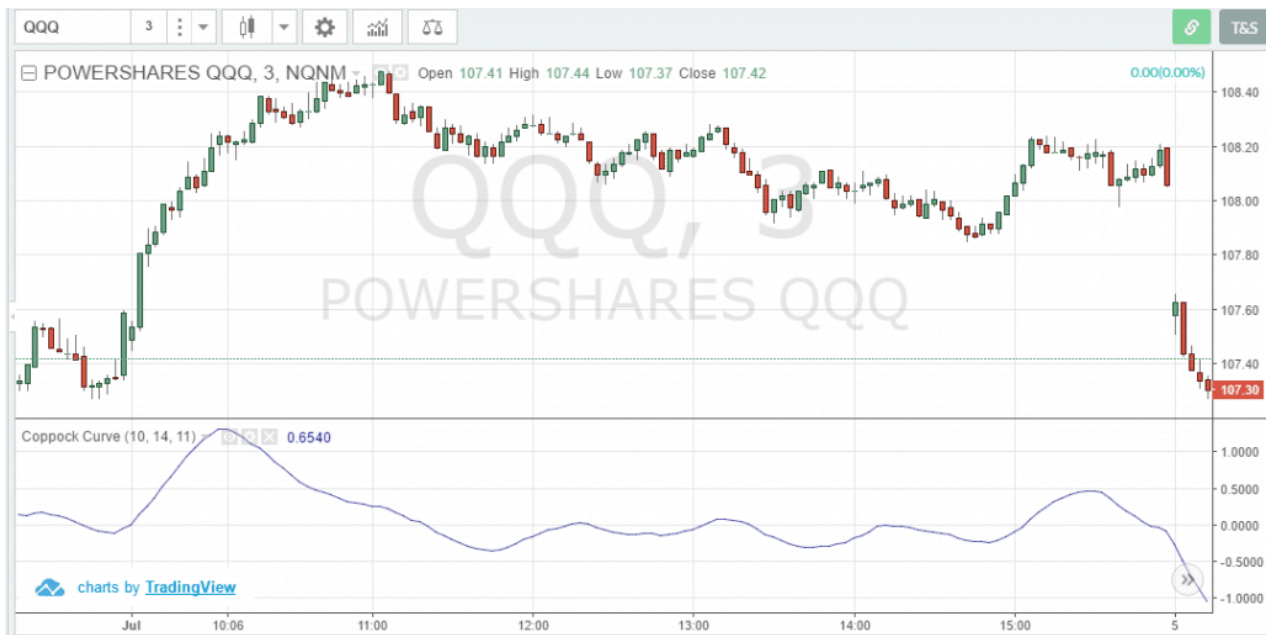 QQQ 3 T&S
POWERSHARES QQQ, 3, NQNM Open 107.41 High 107.44 Low 107.37 Close 107.42 0.00(0.00%)
108.40
108.20
QQQ, 3
108.00
107.80
POWERSHARES QQQ
107.60
107.40
107.30
Coppock Curve (10, 14, 11) 0.6540
1.0000
0.5000
0.0000
-0.5000
charts by TradingView
-1.0000
Jul 10:06 11:00 12:00 13:00 14:00 15:00 5